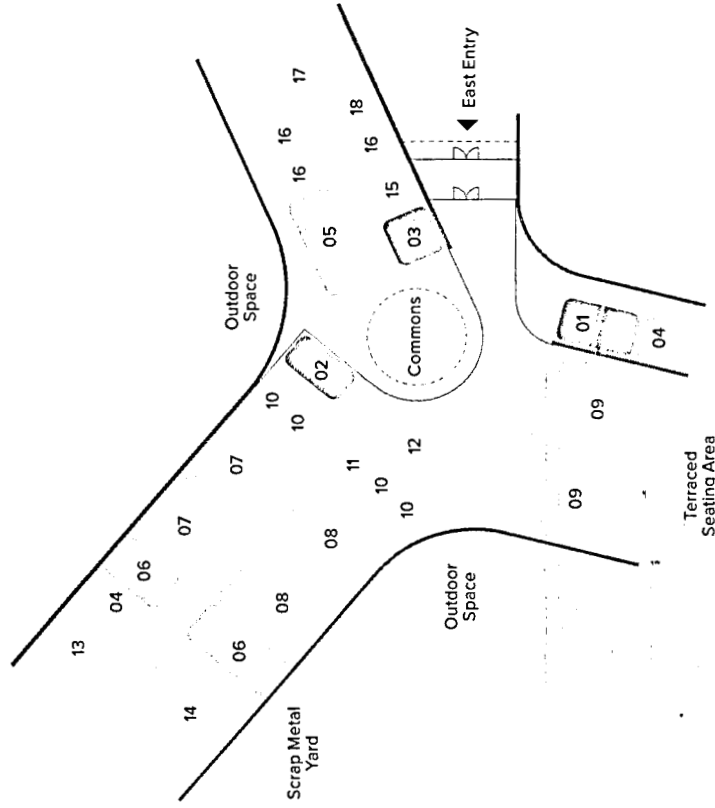 17
16
18
16
16
East Entry
15
05
03
Outdoor
Space
Commons
01
02
04
10
10
09
07
12
11
10
10
09
Terraced
Seating Area
07
08
06
04
08
Outdoor
Space
06
13
14
Scrap Metal
Yard